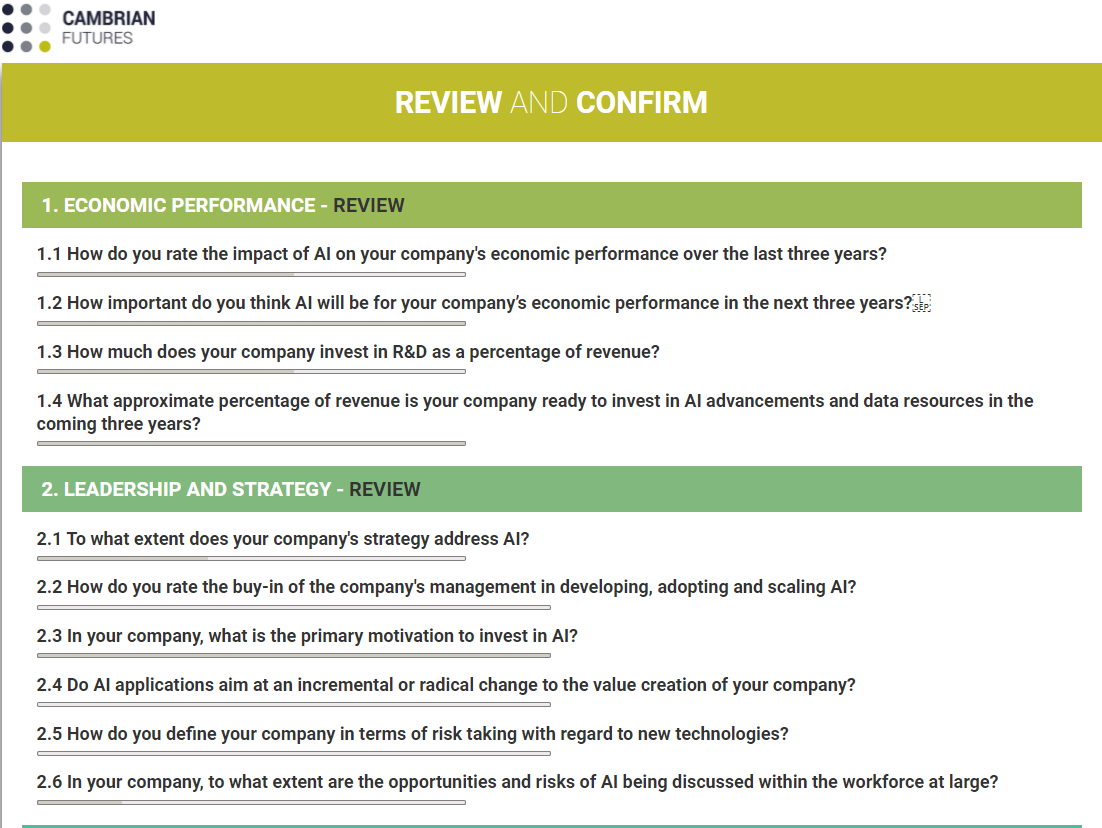 CAMBRIAN
FUTURES
REVIEW AND CONFIRM
1. ECONOMIC PERFORMANCE - REVIEW
1.1 How do you rate the impact of AI on your company's economic performance over the last three years?
1.2 How important do you think AI will be for your company’s economic performance in the next three years? L SEP
1.3 How much does your company invest in R&D as a percentage of revenue?
1.4 What approximate percentage of revenue is your company ready to invest in AI advancements and data resources in the
coming three years?
2. LEADERSHIP AND STRATEGY - REVIEW
2.1 To what extent does your company's strategy address AI?
2.2 How do you rate the buy-in of the company's management in developing, adopting and scaling AI?
2.3 In your company, what is the primary motivation to invest in AI?
2.4 Do AI applications aim at an incremental or radical change to the value creation of your company?
2.5 How do you define your company in terms of risk taking with regard to new technologies?
2.6 In your company, to what extent are the opportunities and risks of AI being discussed within the workforce at large?